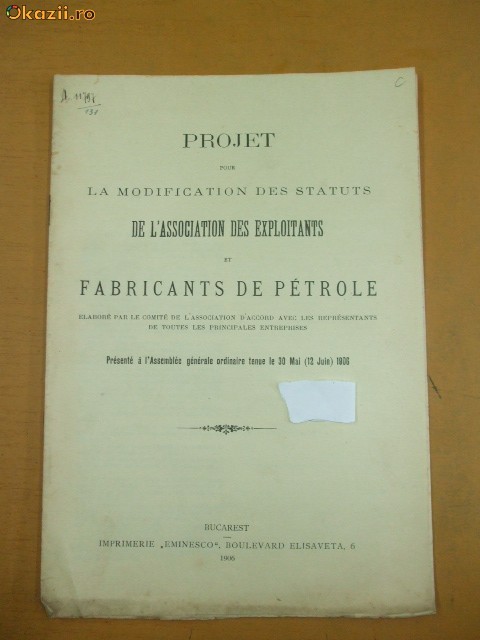 Okazii.ro
C
PROJET
POUR
LA MODIFICATION DES STATUTS
DE L'ASSOCIATION DES EXPLOITANTS
ET
FABRICANTS DE PÉTROLE
ELABORÉ PAR LE COMITÉ DE L'ASSOCIATION D'ACCORD AVEC LES REPRÉSENTANTS
DE TOUTES LES PRINCIPALES ENTREPRISES
Présenté à l'Assemblée générale ordinaire tenue le 30 Mai (12 Juin) 1906
BUCAREST
IMPRIMERIE „EMINESCO“, BOULEVARD ELISAVETA, 6
1906